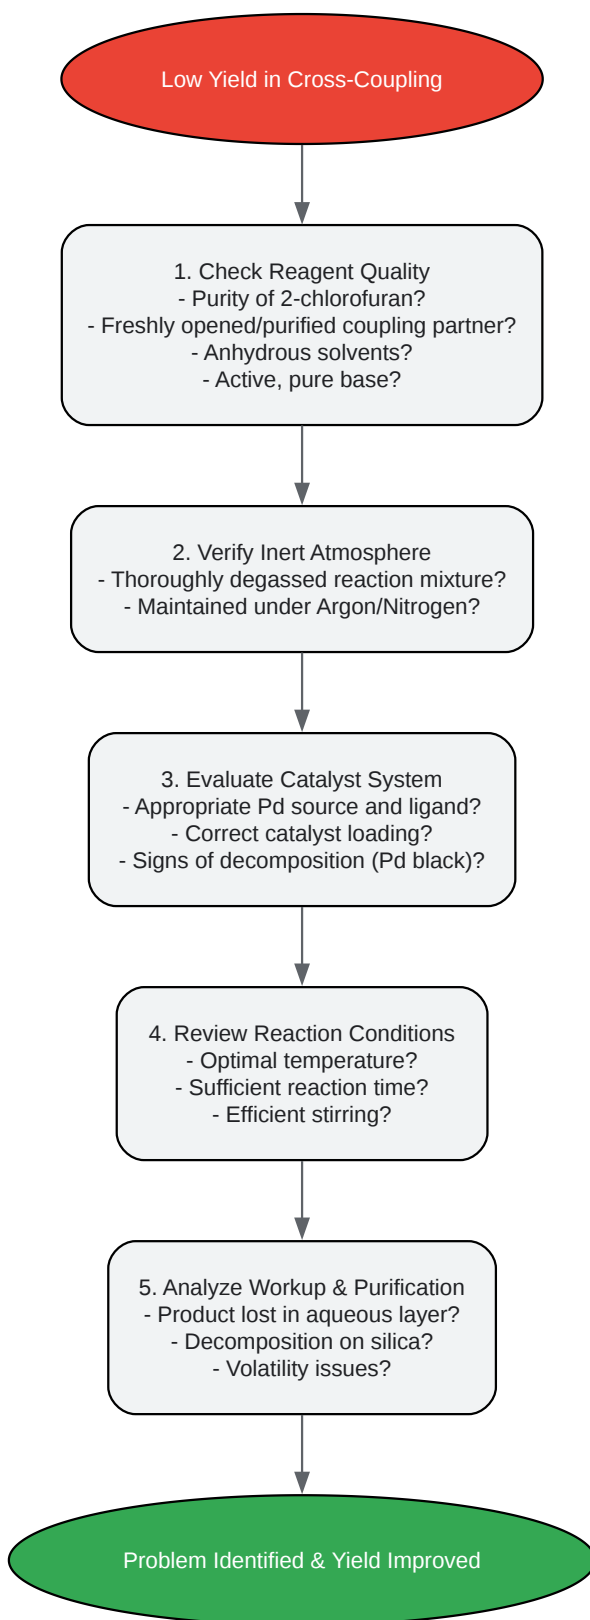 Low Yield in Cross-Coupling
1. Check Reagent Quality
- Purity of 2-chlorofuran?
- Freshly opened/purified coupling partner?
- Anhydrous solvents?
- Active, pure base?
2. Verify Inert Atmosphere
- Thoroughly degassed reaction mixture?
- Maintained under Argon/Nitrogen?
3. Evaluate Catalyst System
- Appropriate Pd source and ligand?
- Correct catalyst loading?
- Signs of decomposition (Pd black)?
4. Review Reaction Conditions
- Optimal temperature?
- Sufficient reaction time?
- Efficient stirring?
5. Analyze Workup & Purification
- Product lost in aqueous layer?
- Decomposition on silica?
- Volatility issues?
Problem Identified & Yield Improved